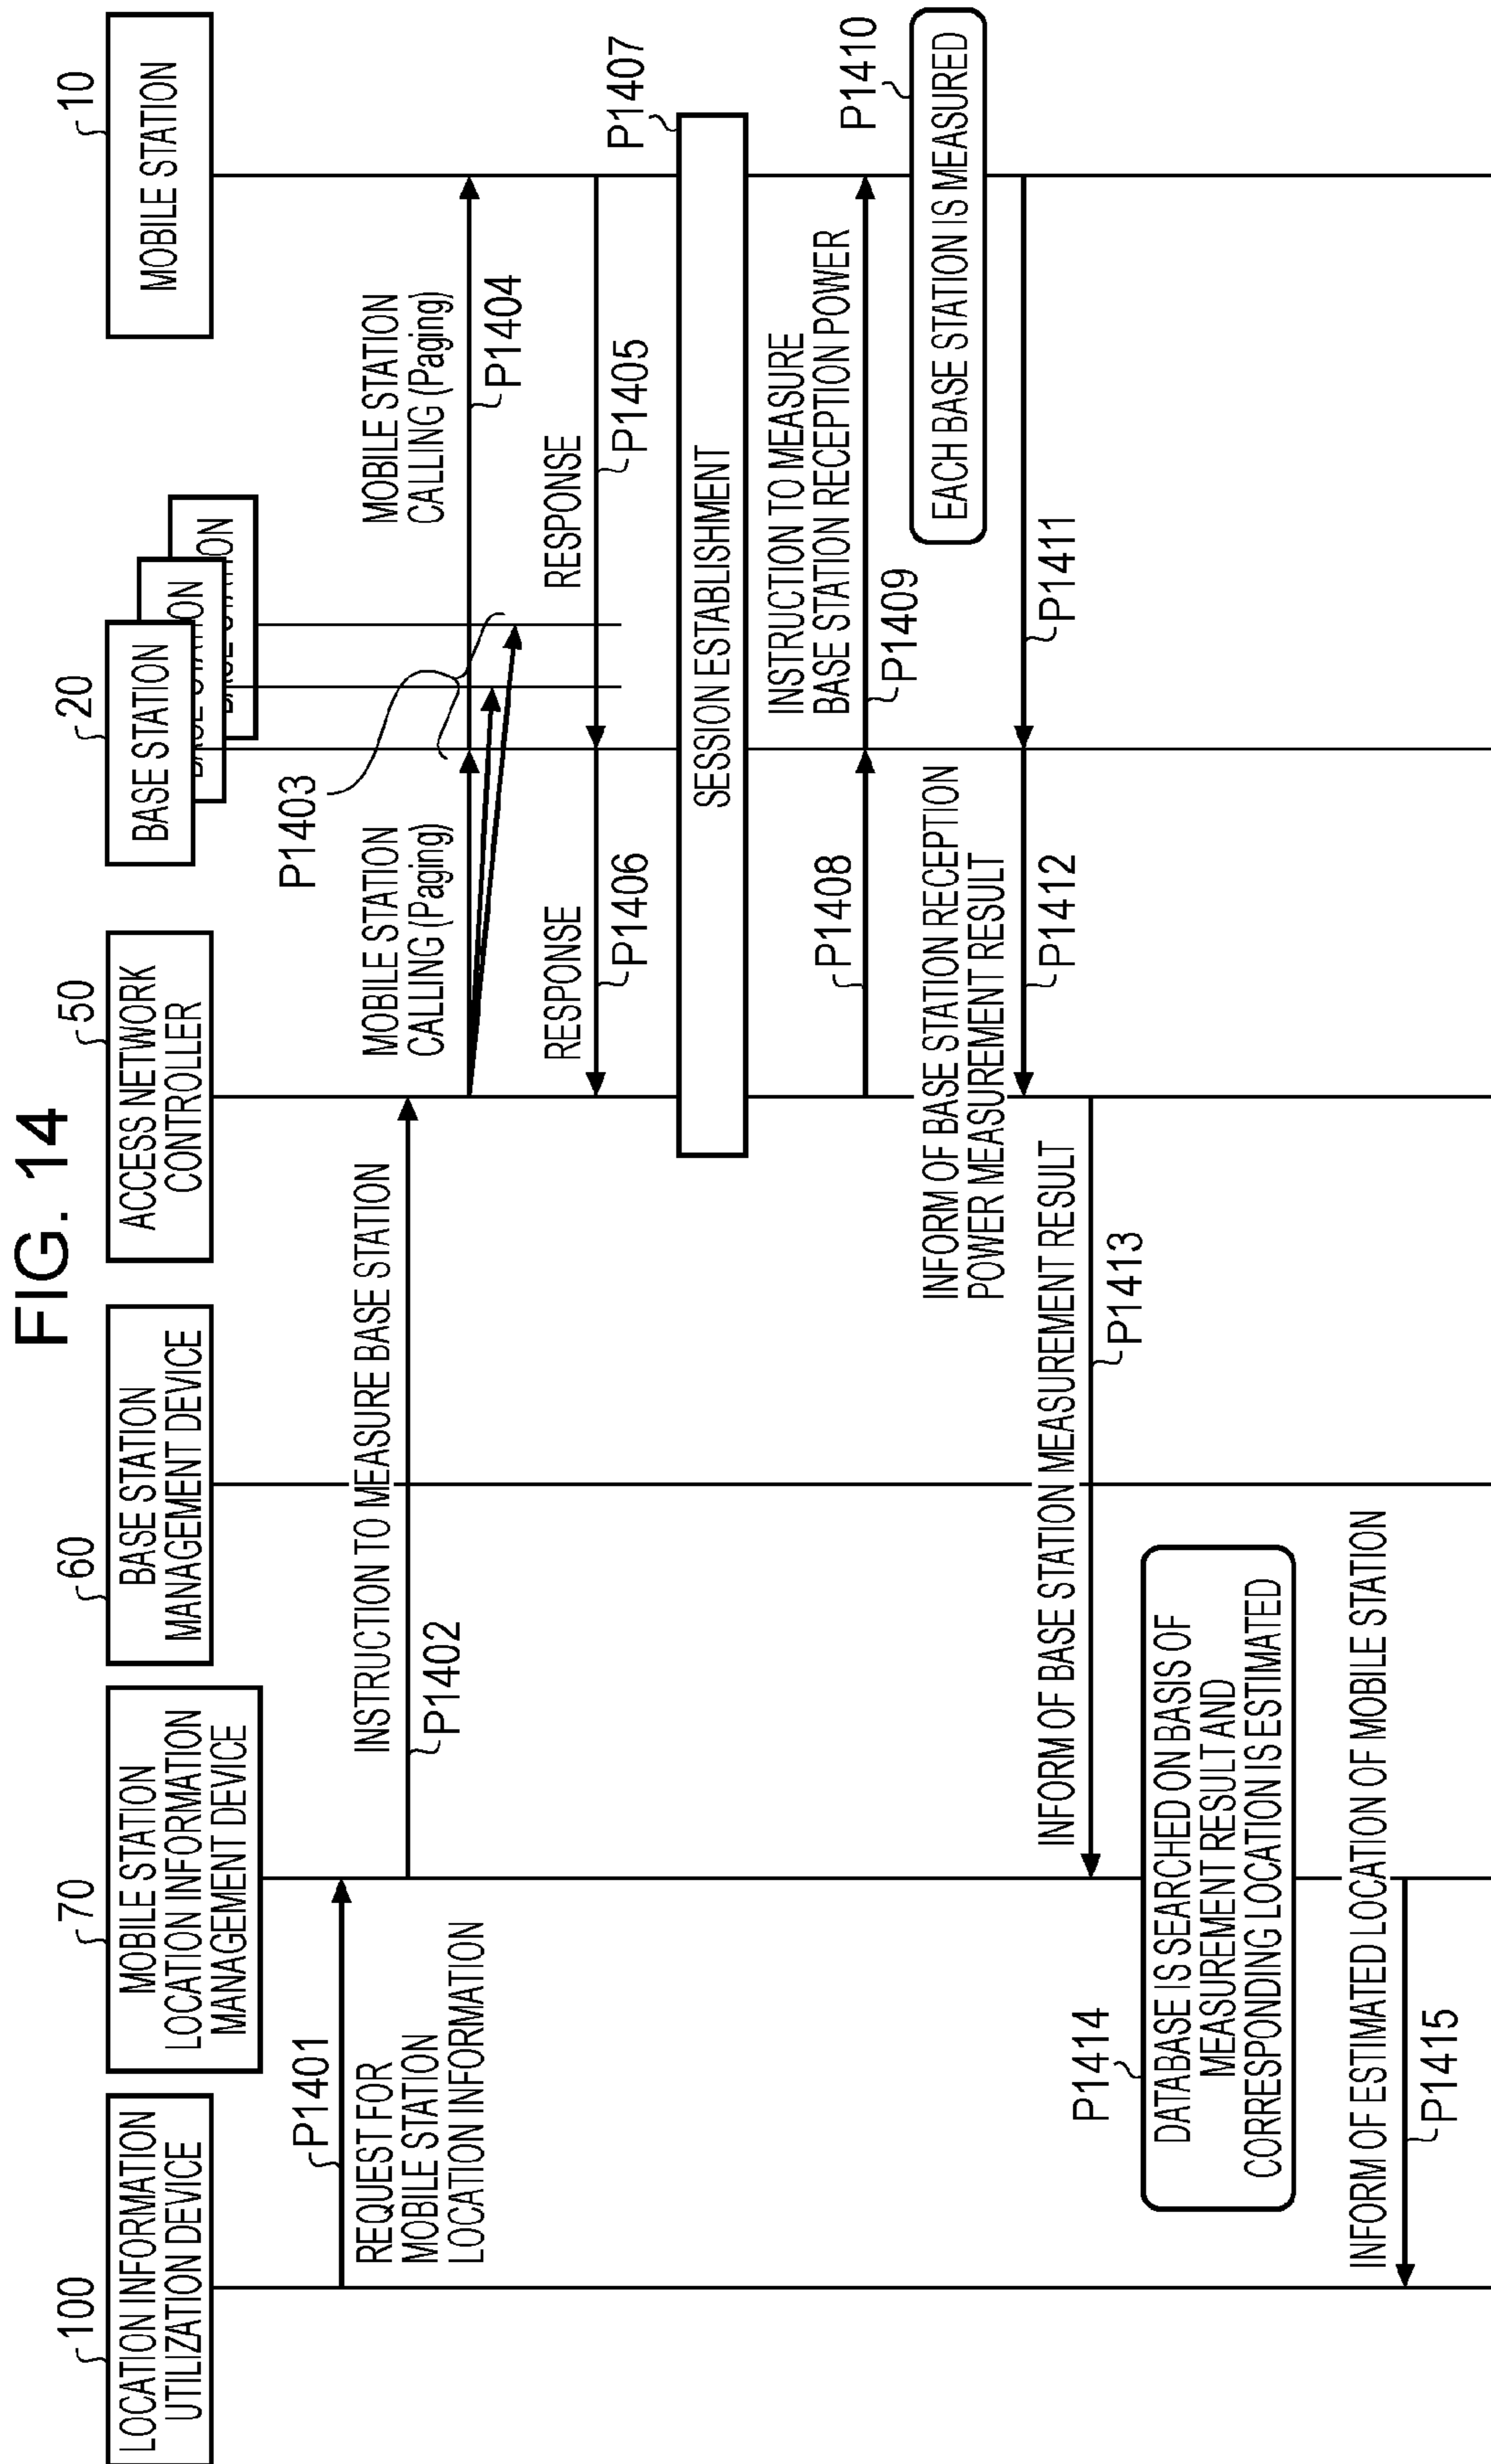 FIG. 14
100
LOCATION INFORMATION
UTILIZATION DEVICE
70
MOBILE STATION
LOCATION INFORMATION
MANAGEMENT DEVICE
60
BASE STATION
MANAGEMENT DEVICE
50
ACCESS NETWORK
CONTROLLER
20
BASE STATION
BASE STATION
BASE STATION
10
MOBILE STATION
P1401
REQUEST FOR
MOBILE STATION
LOCATION INFORMATION
INSTRUCTION TO MEASURE BASE STATION
P1402
P1403
MOBILE STATION
CALLING (Paging)
MOBILE STATION
CALLING (Paging)
P1404
RESPONSE
P1405
RESPONSE
P1406
P1407
SESSION ESTABLISHMENT
P1408
INSTRUCTION TO MEASURE
BASE STATION RECEPTION POWER
P1409
P1410
EACH BASE STATION IS MEASURED
P1411
INFORM OF BASE STATION RECEPTION
POWER MEASUREMENT RESULT
P1412
INFORM OF BASE STATION MEASUREMENT RESULT
P1413
P1414
DATABASE IS SEARCHED ON BASIS OF
MEASUREMENT RESULT AND
CORRESPONDING LOCATION IS ESTIMATED
INFORM OF ESTIMATED LOCATION OF MOBILE STATION
P1415